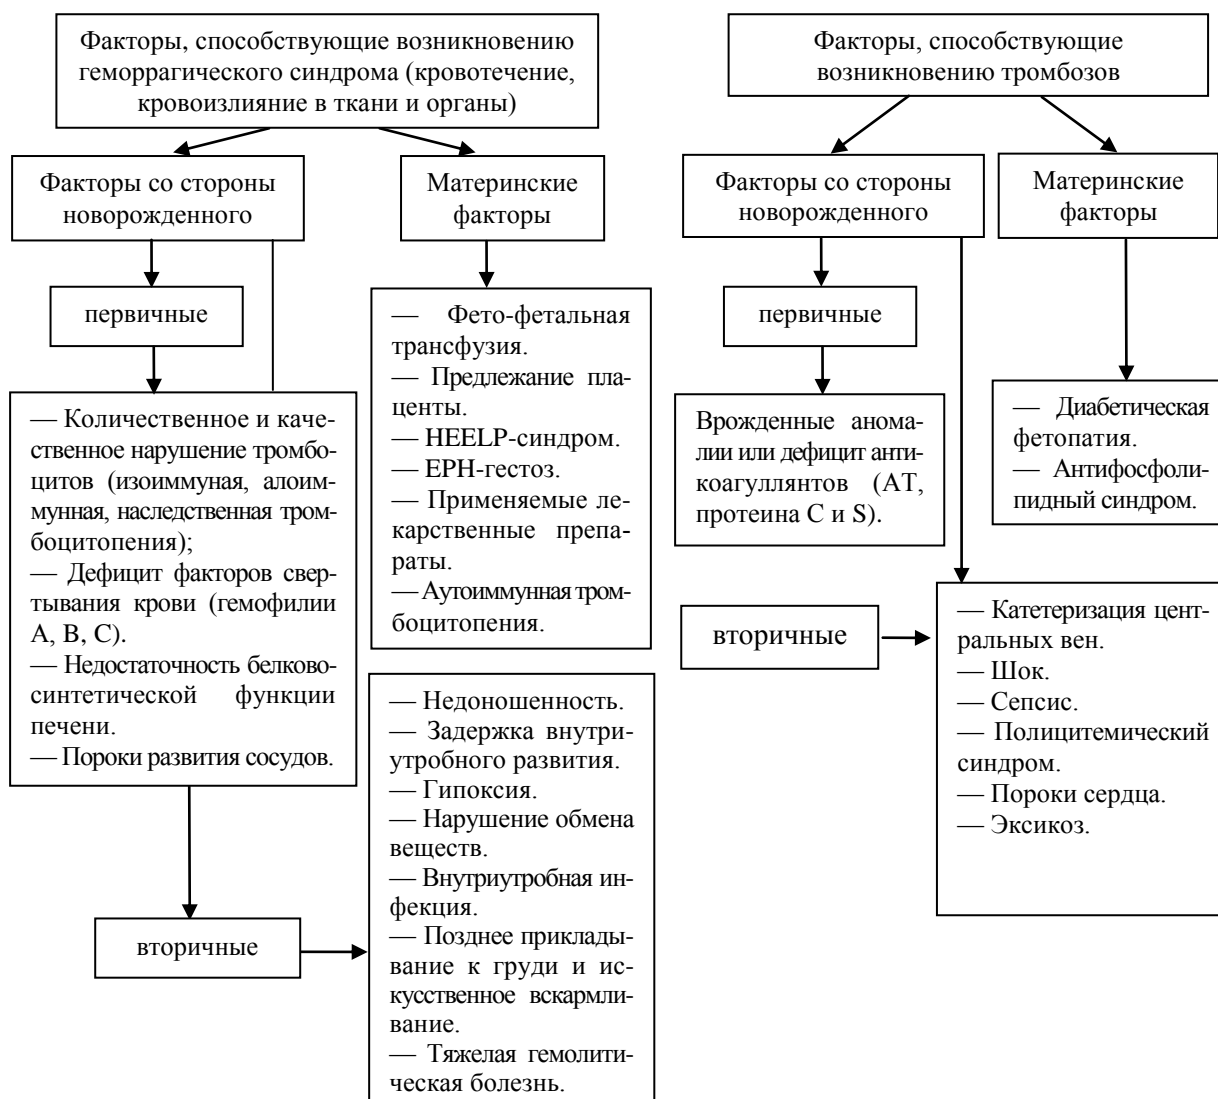 Факторы, способствующие возникновению
геморрагического синдрома (кровотечение,
кровоизлияние в ткани и органы)
Факторы со стороны
новорожденного
Материнские
факторы
первичные
— Количественное и каче-
ственное нарушение тромбо-
цитов (изоиммуная, алоим-
мунная, наследственная тром-
боцитопения);
— Дефицит факторов свер-
тывания крови (гемофилии
А, В, С).
— Недостаточность белково-
синтетической функции
печени.
— Пороки развития сосудов.
— Фето-фетальная
трансфузия.
— Предлежание пла-
центы.
— HEELP-синдром.
— EPH-гестоз.
— Применяемые ле-
карственные препа-
раты.
— Аутоиммунная тром-
боцитопения.
вторичные
— Недоношенность.
— Задержка внутри-
утробного развития.
— Гипоксия.
— Нарушение обмена
веществ.
— Внутриутробная ин-
фекция.
— Позднее прикладыв-
ание к груди и ис-
кусственное вскармли-
вание.
— Тяжелая гемолити-
ческая болезнь.
Факторы, способствующие
возникновению тромбозов
Факторы со стороны
новорожденного
Материнские
факторы
первичные
Врожденные анома-
лии или дефицит анти-
коагуллянтов (АТ,
протеина С и S).
— Диабетическая
фетопатия.
— Антифосфоли-
пидный синдром.
вторичные
— Катетеризация цент-
ральных вен.
— Шок.
— Сепсис.
— Полицитемический
синдром.
— Пороки сердца.
— Эксикоз.